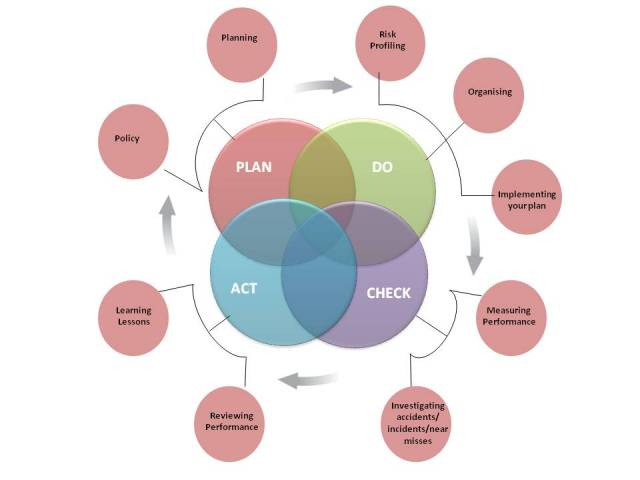 Planning
Risk
Profiling
Organising
Policy
PLAN
DO
Implementing
your plan
ACT
CHECK
Learning
Lessons
Measuring
Performance
Reviewing
Performance
Investigating
accidents/
incidents/near
misses